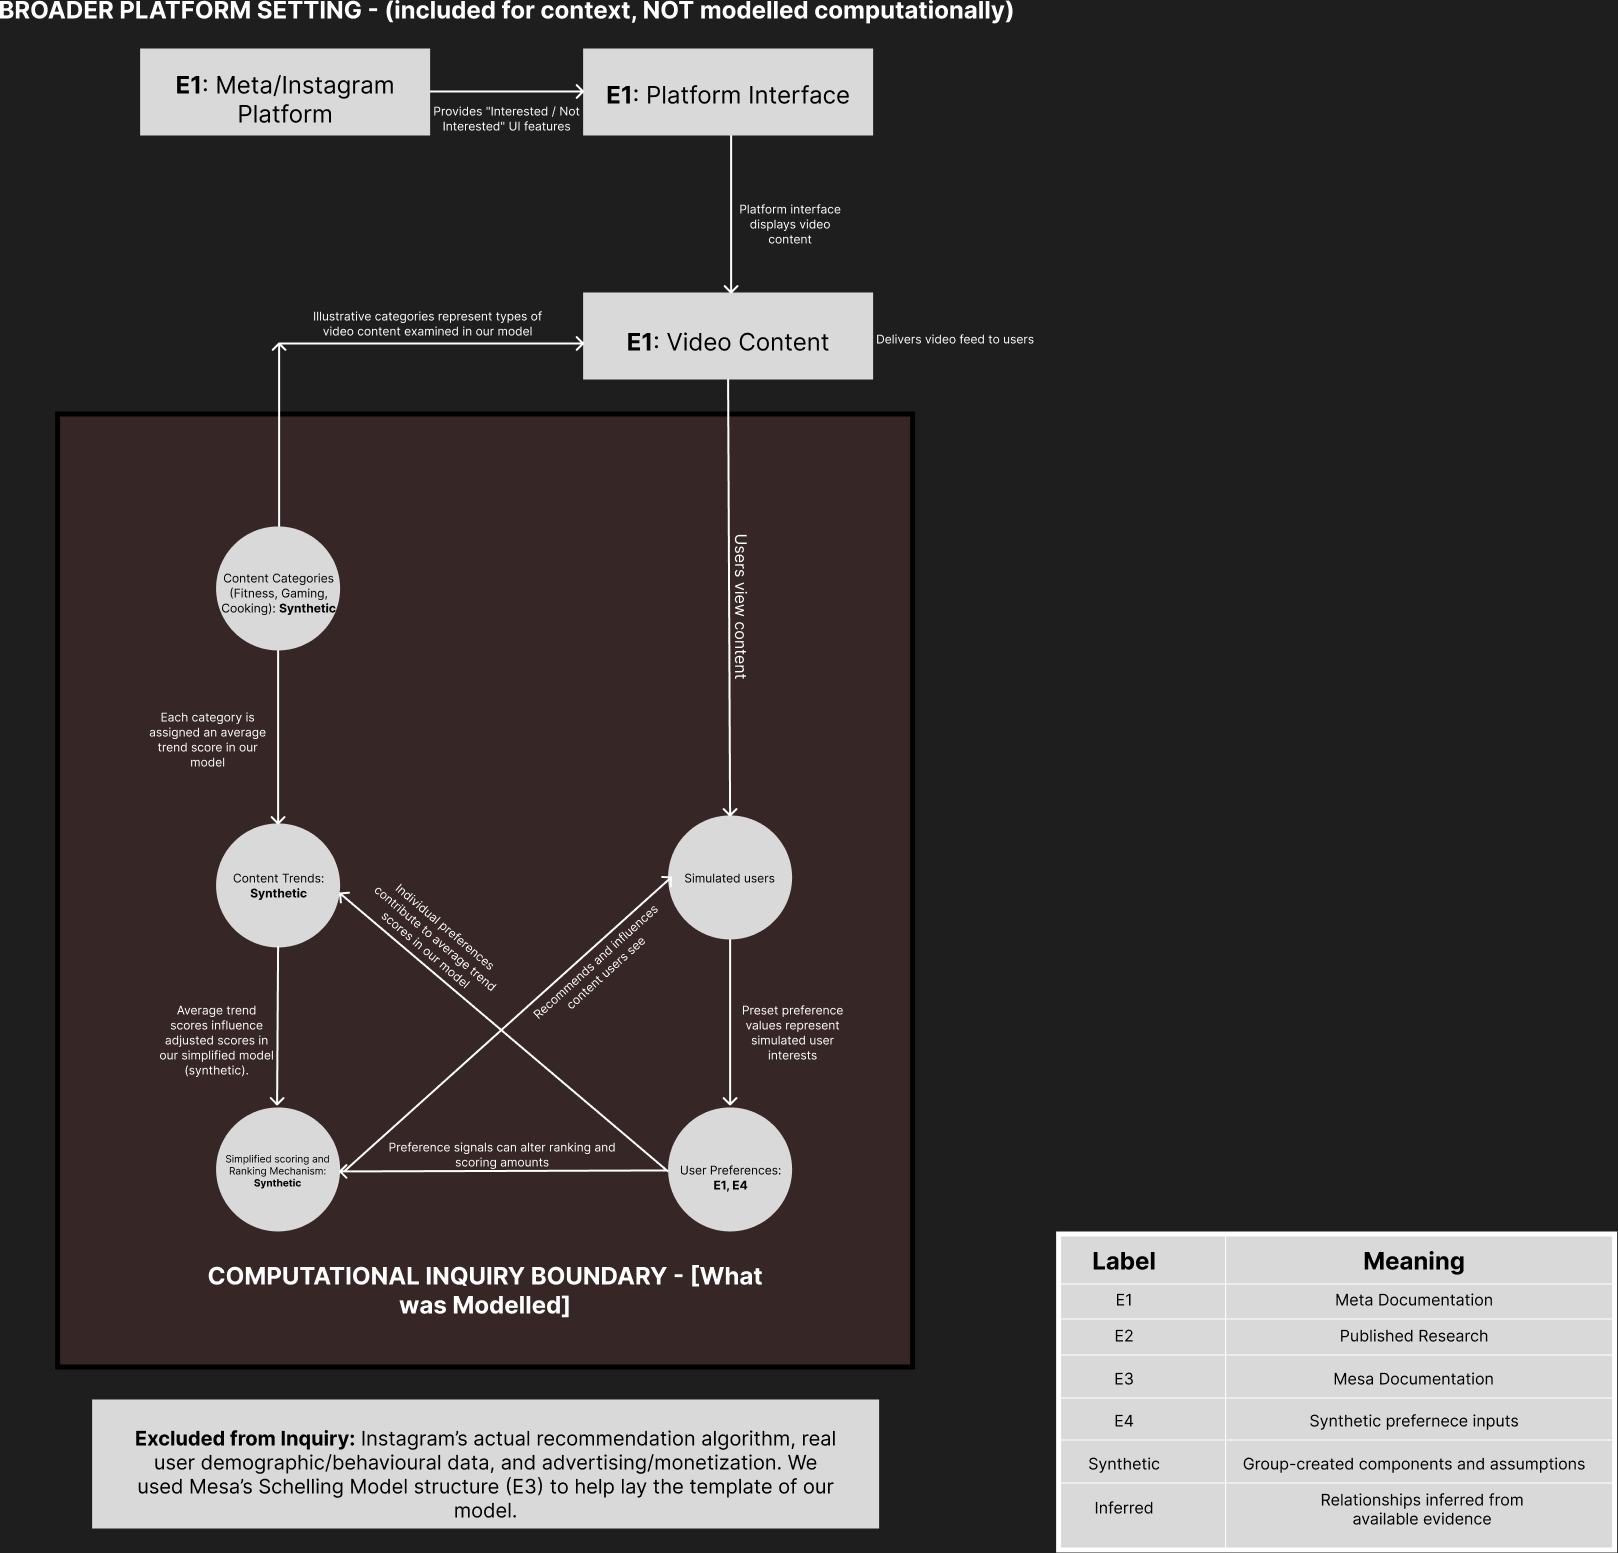 BROADER PLATFORM SETTING - (included for context, NOT modelled computationally)
E1: Meta/Instagram
Platform
Provides "Interested / Not
Interested" UI features
E1: Platform Interface
Platform interface
displays video
content
Illustrative categories represent types of
video content examined in our model
E1: Video Content
Delivers video feed to users
Users view content
Content Categories
(Fitness, Gaming,
Cooking): Synthetic
Each category is
assigned an average
trend score in our
model
Content Trends:
Synthetic
Individual preferences
contribute to average trend
scores in our model
Recommends and influences
content users see
Simulated users
Average trend
scores influence
adjusted scores in
our simplified model
(synthetic).
Preset preference
values represent
simulated user
interests
Simplified scoring and
Ranking Mechanism:
Synthetic
Preference signals can alter ranking and
scoring amounts
User Preferences:
E1, E4
COMPUTATIONAL INQUIRY BOUNDARY - [What
was Modelled]
Excluded from Inquiry: Instagram’s actual recommendation algorithm, real
user demographic/behavioural data, and advertising/monetization. We
used Mesa’s Schelling Model structure (E3) to help lay the template of our
model.
Label Meaning
E1 Meta Documentation
E2 Published Research
E3 Mesa Documentation
E4 Synthetic prefernece inputs
Synthetic Group-created components and assumptions
Inferred Relationships inferred from
available evidence